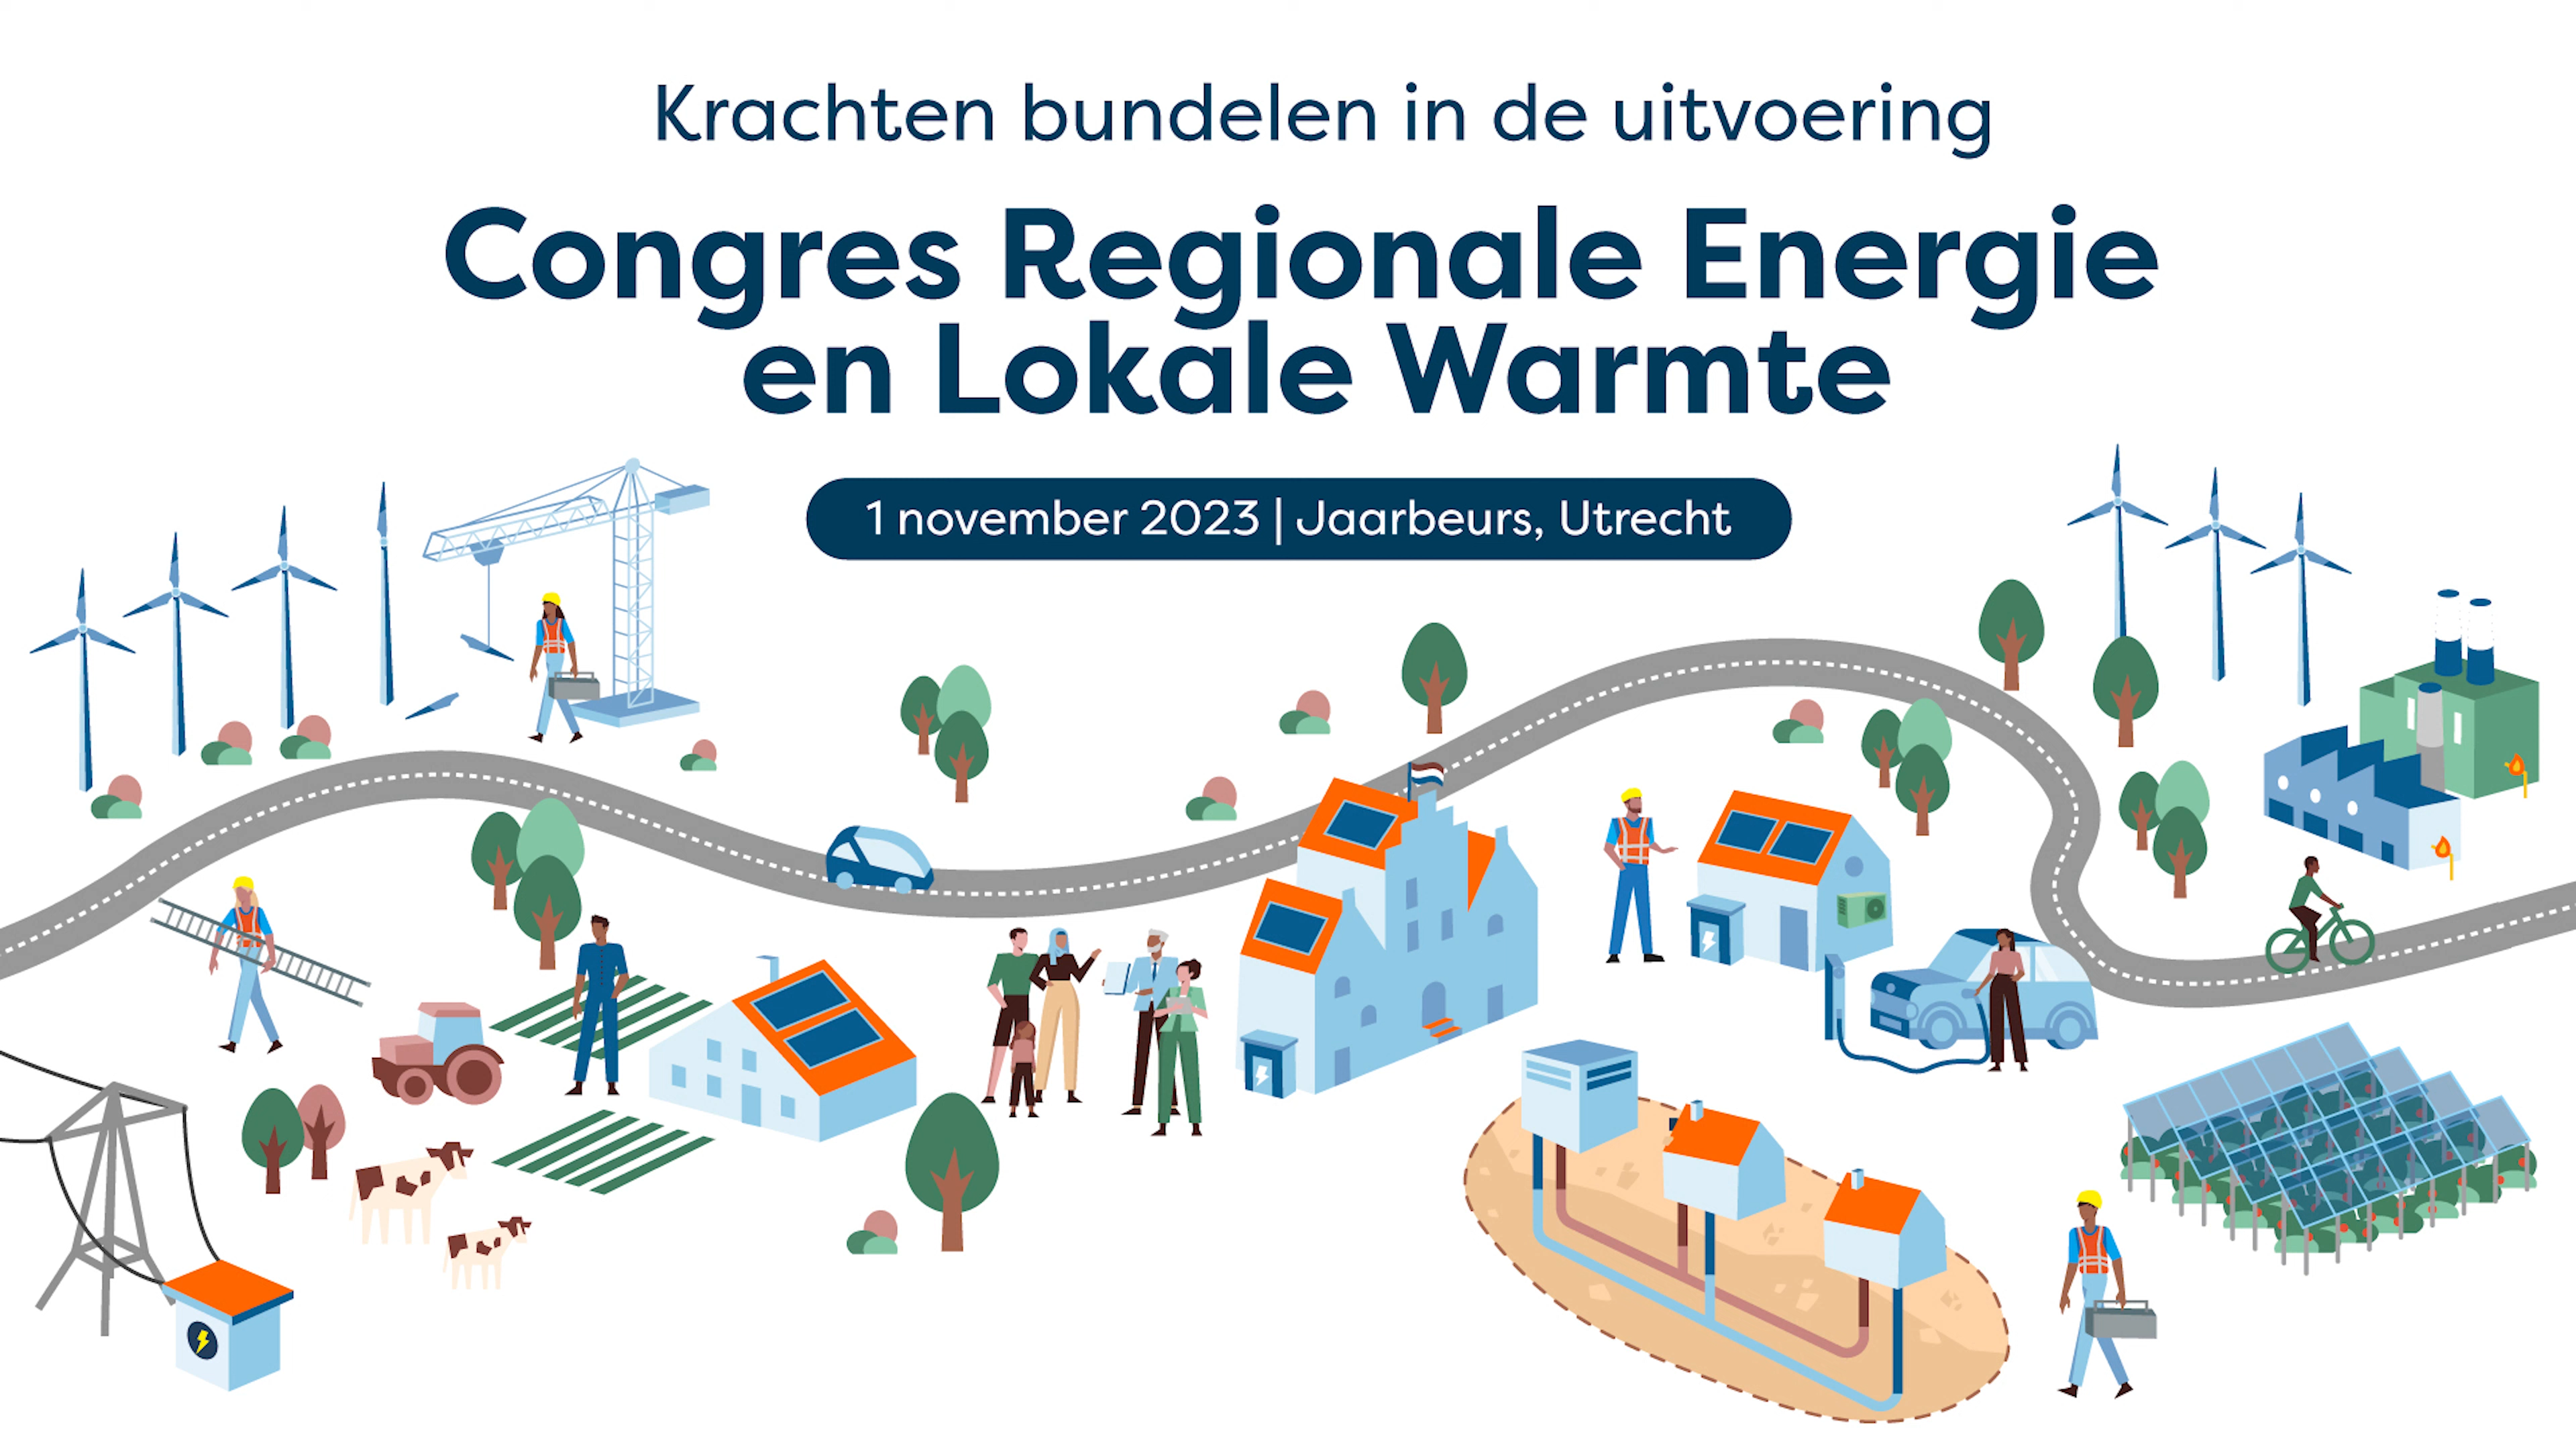 Krachten bundelen in de uitvoering
Congres Regionale Energie
en Lokale Warmte
1 november 2023 | Jaarbeurs, Utrecht